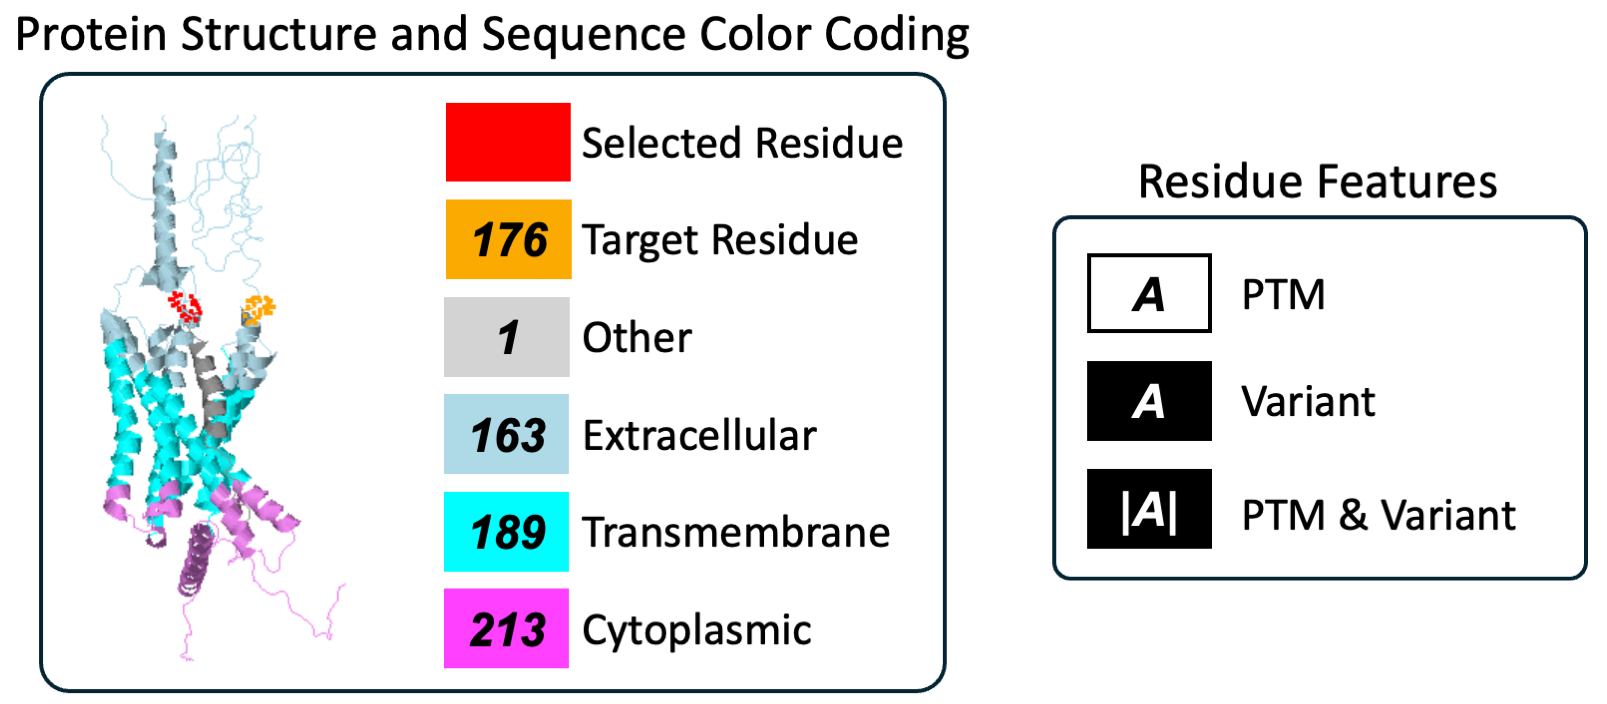 Protein Structure and Sequence Color Coding
Selected Residue
176 Target Residue
1 Other
163 Extracellular
189 Transmembrane
213 Cytoplasmic
Residue Features
A PTM
A Variant
|A| PTM & Variant